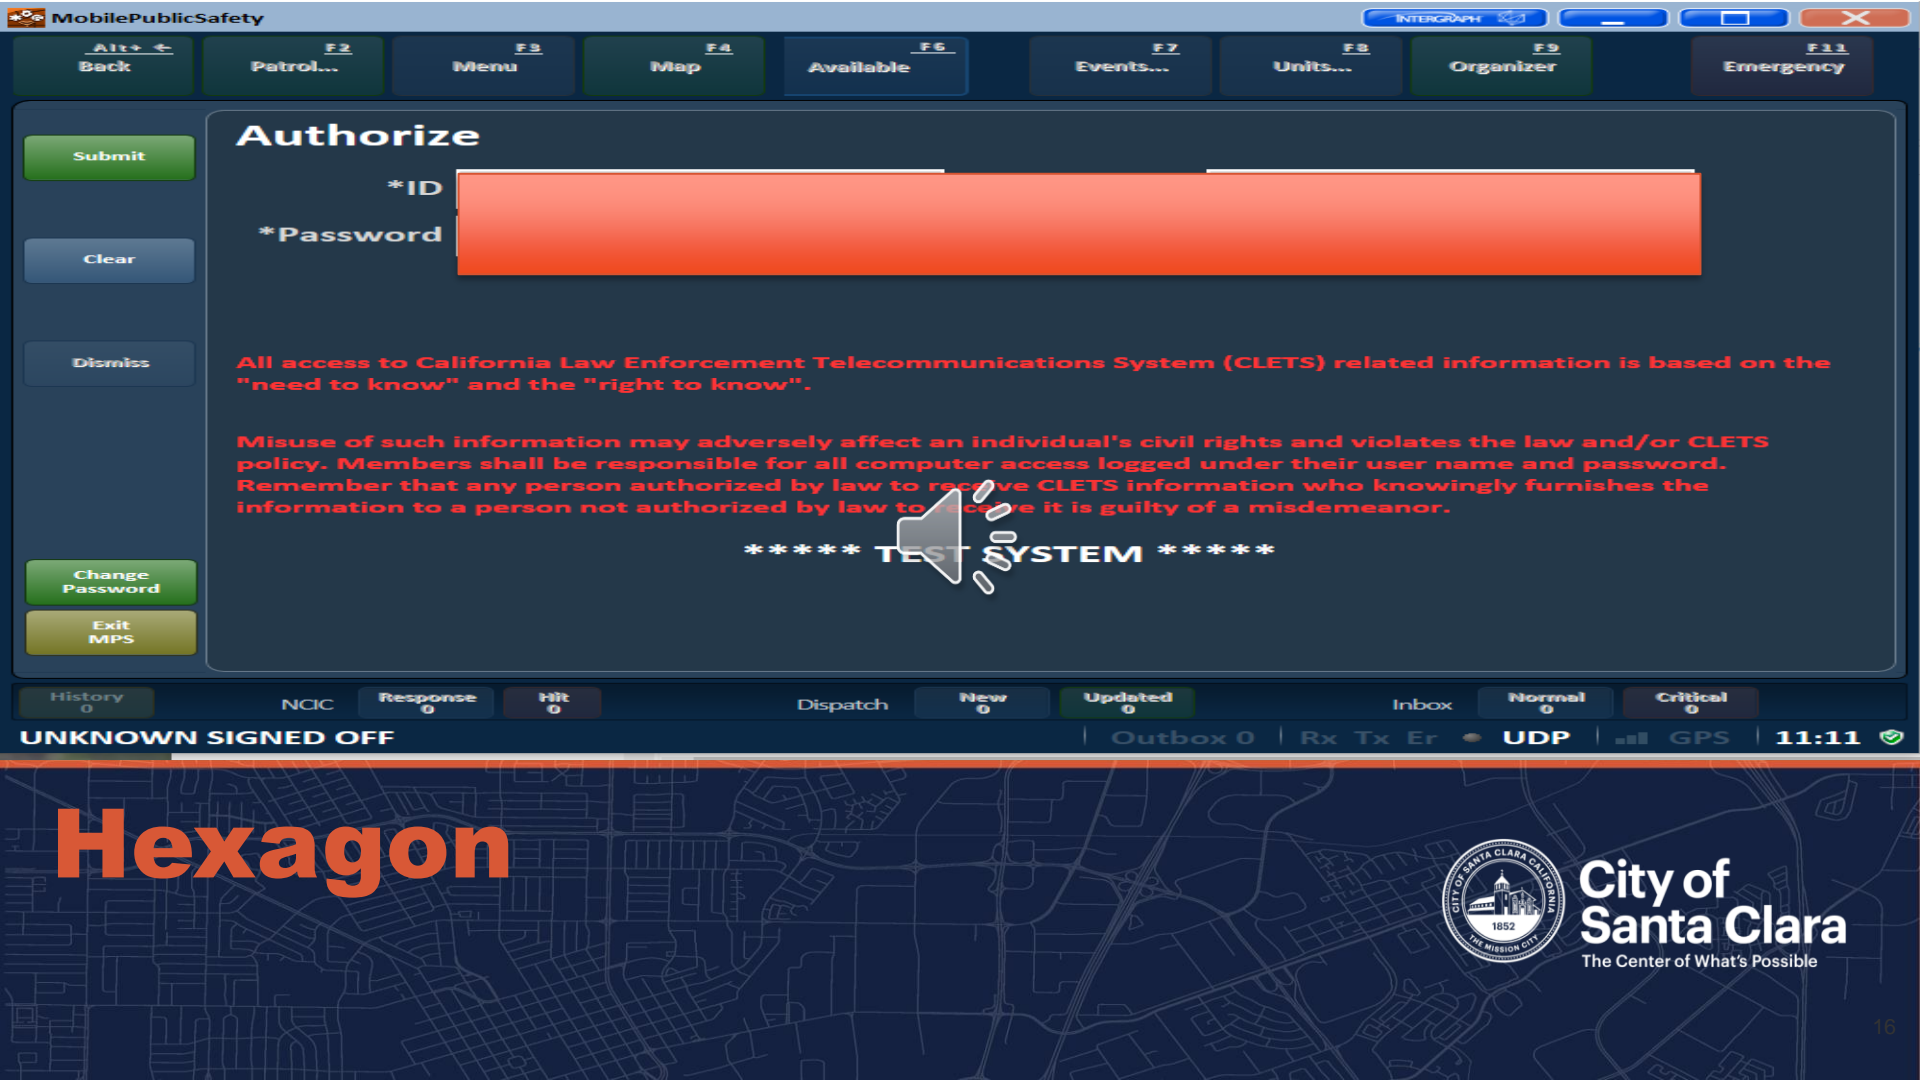 MobilePublicSafety
INTERGRAPH
Alt+ ←
Back
F2
Patrol...
F3
Menu
F4
Map
F6
Available
F7
Events...
F8
Units...
F9
Organizer
F11
Emergency
Submit
Clear
Dismiss
Change
Password
Exit
MPS
Authorize
*ID
*Password
All access to California Law Enforcement Telecommunications System (CLETS) related information is based on the
"need to know" and the "right to know".
Misuse of such information may adversely affect an individual's civil rights and violates the law and/or CLETS
policy. Members shall be responsible for all computer access logged under their user name and password.
Remember that any person authorized by law to receive CLETS information who knowingly furnishes the
information to a person not authorized by law to receive it is guilty of a misdemeanor.
***** TEST SYSTEM *****
History
0
NCIC
Response
0
Hit
0
Dispatch
New
0
Updated
0
Inbox
Normal
0
Critical
0
UNKNOWN SIGNED OFF
Outbox 0
Rx Tx Er
UDP
GPS
11:11
Hexagon
CITY OF SANTA CLARA CALIFORNIA
1852
THE MISSION CITY
City of
Santa Clara
The Center of What's Possible
16